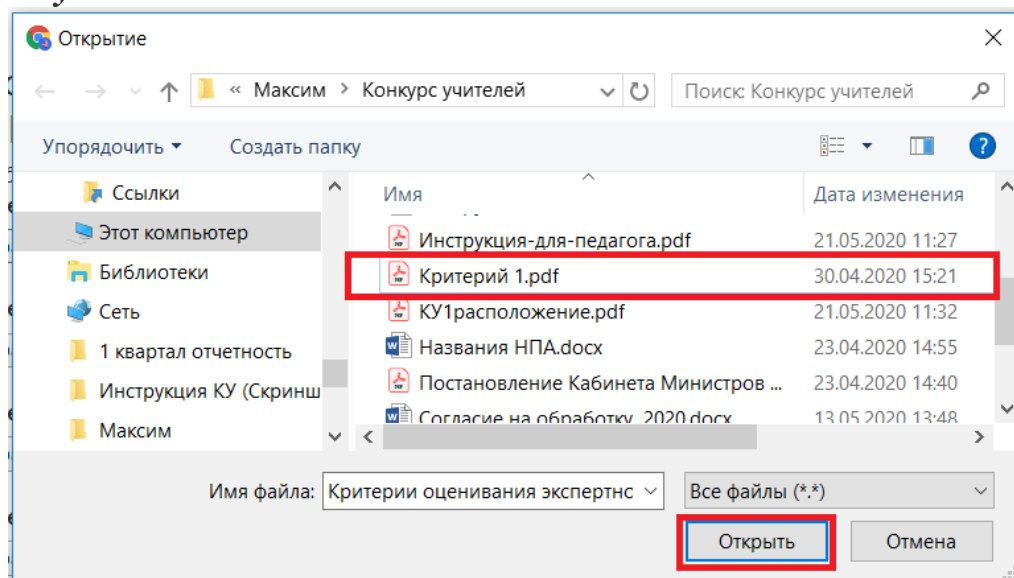 Открытие
« Максим > Конкурс учителей
Поиск: Конкурс учителей
Упорядочить Создать папку
Ссылки
Этот компьютер
Библиотеки
Сеть
1 квартал отчетность
Инструкция КУ (Скринш
Максим
Имя Дата изменения
Инструкция-для-педагога.pdf 21.05.2020 11:27
Критерий 1.pdf 30.04.2020 15:21
КУ1расположение.pdf 21.05.2020 11:32
Названия НПА.docx 23.04.2020 14:55
Постановление Кабинета Министров ... 23.04.2020 14:40
Согласие на обработку_2020.docx 13.05.2020 13:48
Имя файла: Критерии оценивания экспертнс Все файлы (*.*)
Открыть Отмена